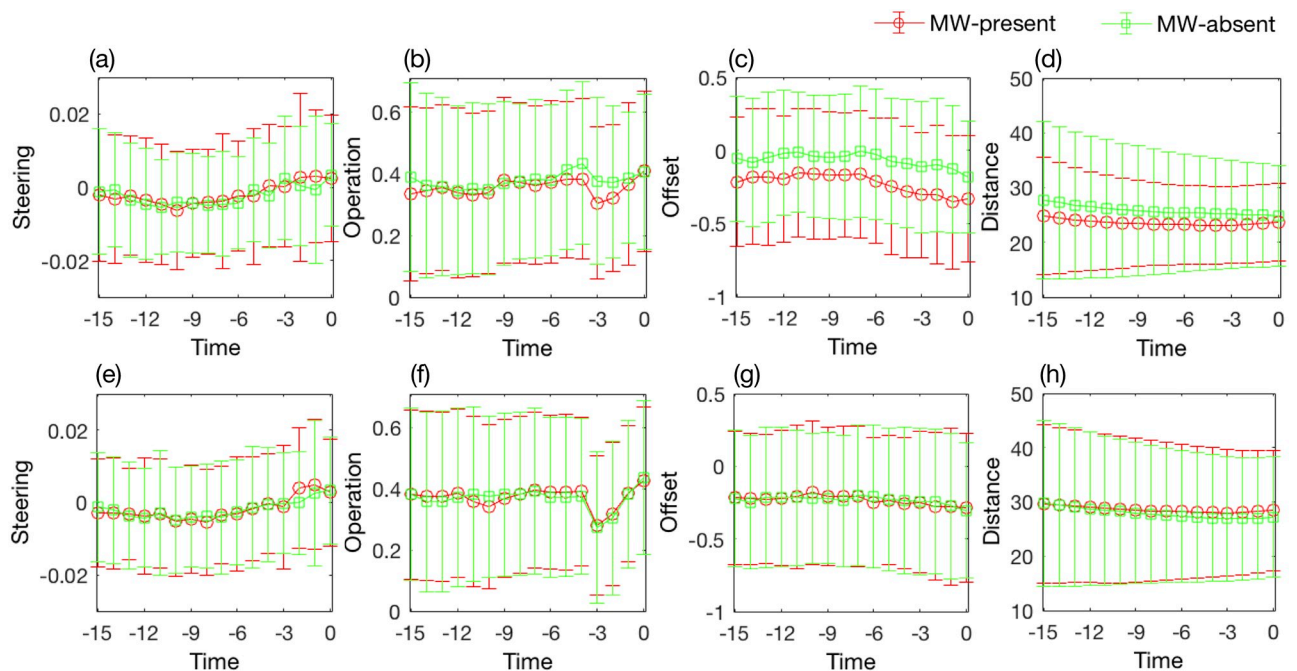 MW-present MW-absent
(a) (b) (c) (d)
Steering
0.02
0
-0.02
-15 -12 -9 -6 -3 0
Time
Operation
0.6
0.4
0.2
0
-15 -12 -9 -6 -3 0
Time
Offset
0.5
0
-0.5
-1
-15 -12 -9 -6 -3 0
Time
Distance
50
40
30
20
10
-15 -12 -9 -6 -3 0
Time
(e) (f) (g) (h)
Steering
0.02
0
-0.02
-15 -12 -9 -6 -3 0
Time
Operation
0.6
0.4
0.2
0
-15 -12 -9 -6 -3 0
Time
Offset
0.5
0
-0.5
-1
-15 -12 -9 -6 -3 0
Time
Distance
50
40
30
20
10
-15 -12 -9 -6 -3 0
Time